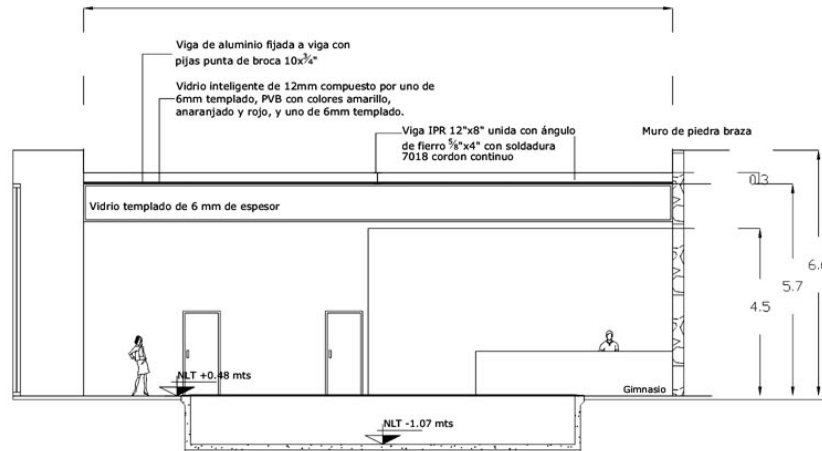 Viga de aluminio fijada a viga con
pijas punta de broca 10x¾"
Vidrio inteligente de 12mm compuesto por uno de
6mm templado, PVB con colores amarillo,
anaranjado y rojo, y uno de 6mm templado.
Viga IPR 12"x8" unida con ángulo
de fierro ⅝"x4" con soldadura
7018 cordon continuo
Muro de piedra braza
0.3
Vidrio templado de 6 mm de espesor
5.7
4.5
NLT +0.48 mts
Gimnasio
NLT -1.07 mts